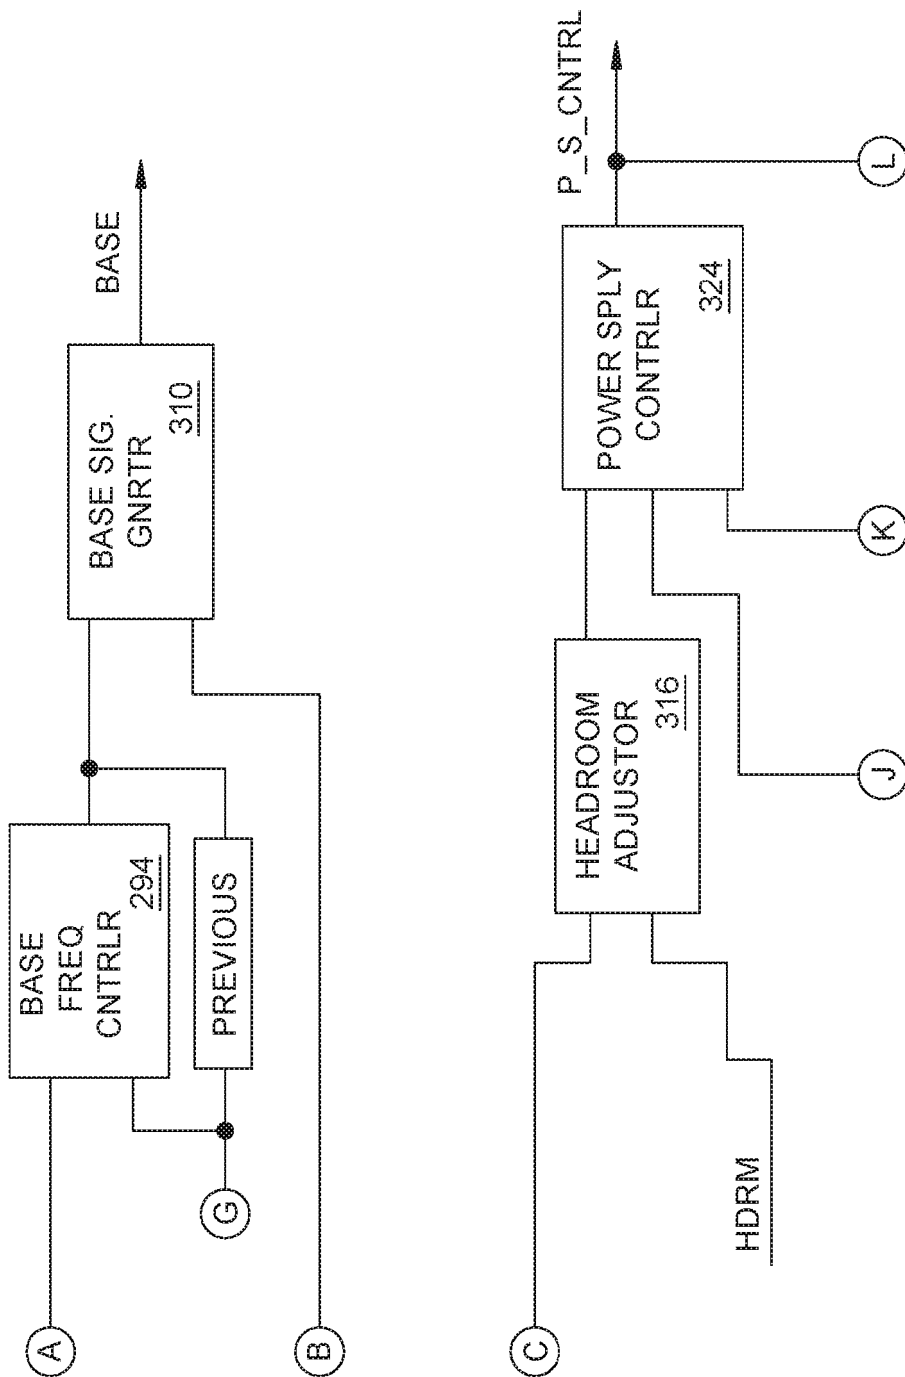 A
BASE
FREQ
CNTRLR
294
G
PREVIOUS
B
BASE SIG.
GNRTR
310
BASE
C
HDRM
HEADROOM
ADJUSTOR
316
J
K
POWER SPLY
CONTRLR
324
P_S_CNTRL
L